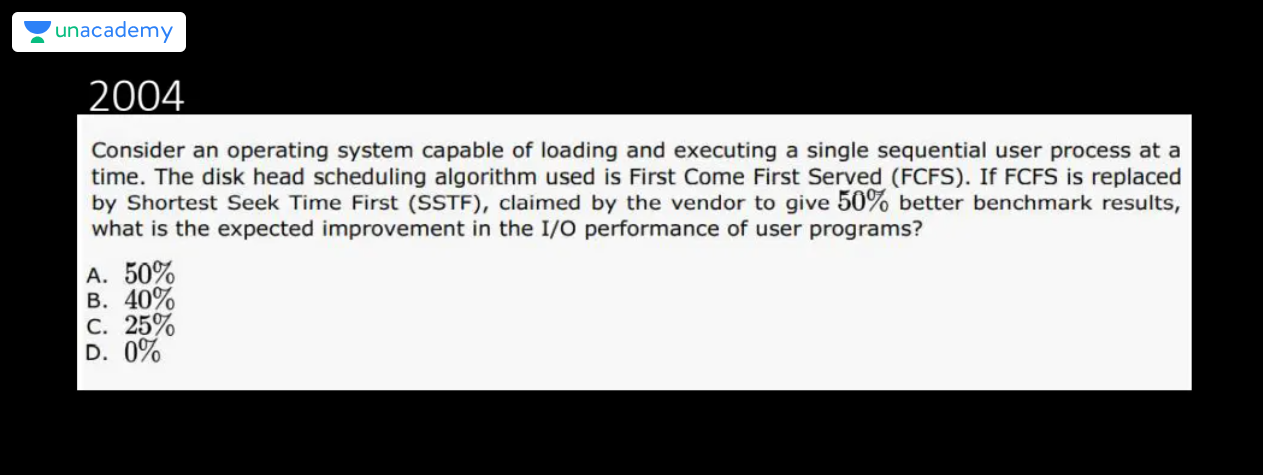 unacademy
2004
Consider an operating system capable of loading and executing a single sequential user process at a
time. The disk head scheduling algorithm used is First Come First Served (FCFS). If FCFS is replaced
by Shortest Seek Time First (SSTF), claimed by the vendor to give 50% better benchmark results,
what is the expected improvement in the I/O performance of user programs?
A. 50%
B. 40%
C. 25%
D. 0%